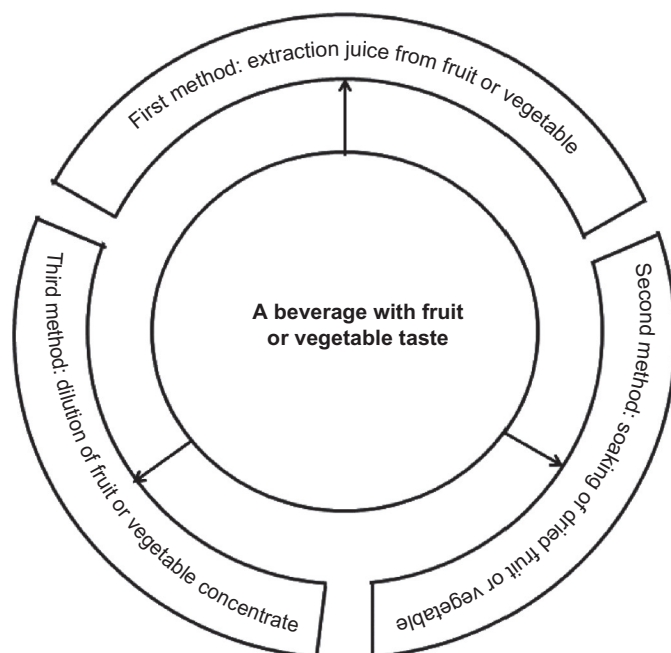 First method: extraction juice from fruit or vegetable
A beverage with fruit
or vegetable taste
Second method: soaking of dried fruit or vegetable
Third method: dilution of fruit or vegetable concentrate